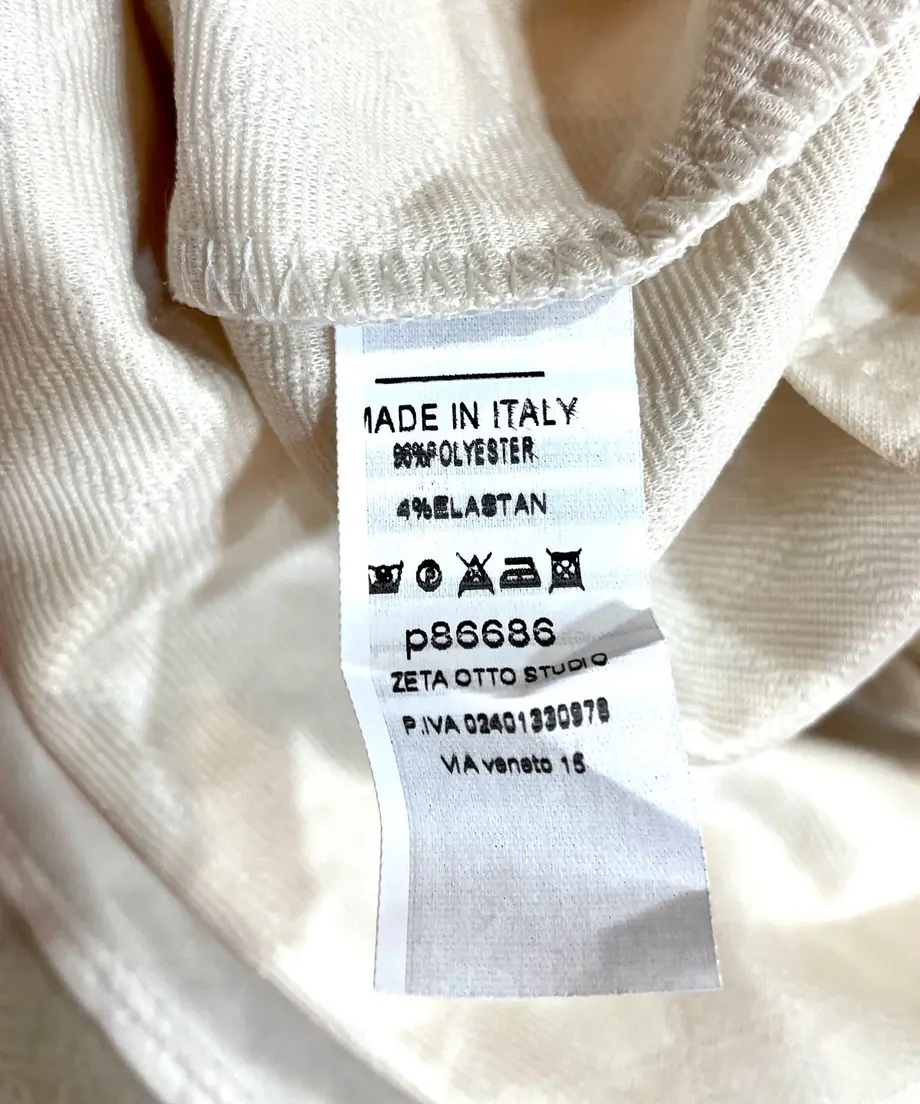 MADE IN ITALY
96%POLYESTER
4%ELASTAN
P
p86686
ZETA OTTO STUDIO
P.IVA 02401330978
VIA veneto 15